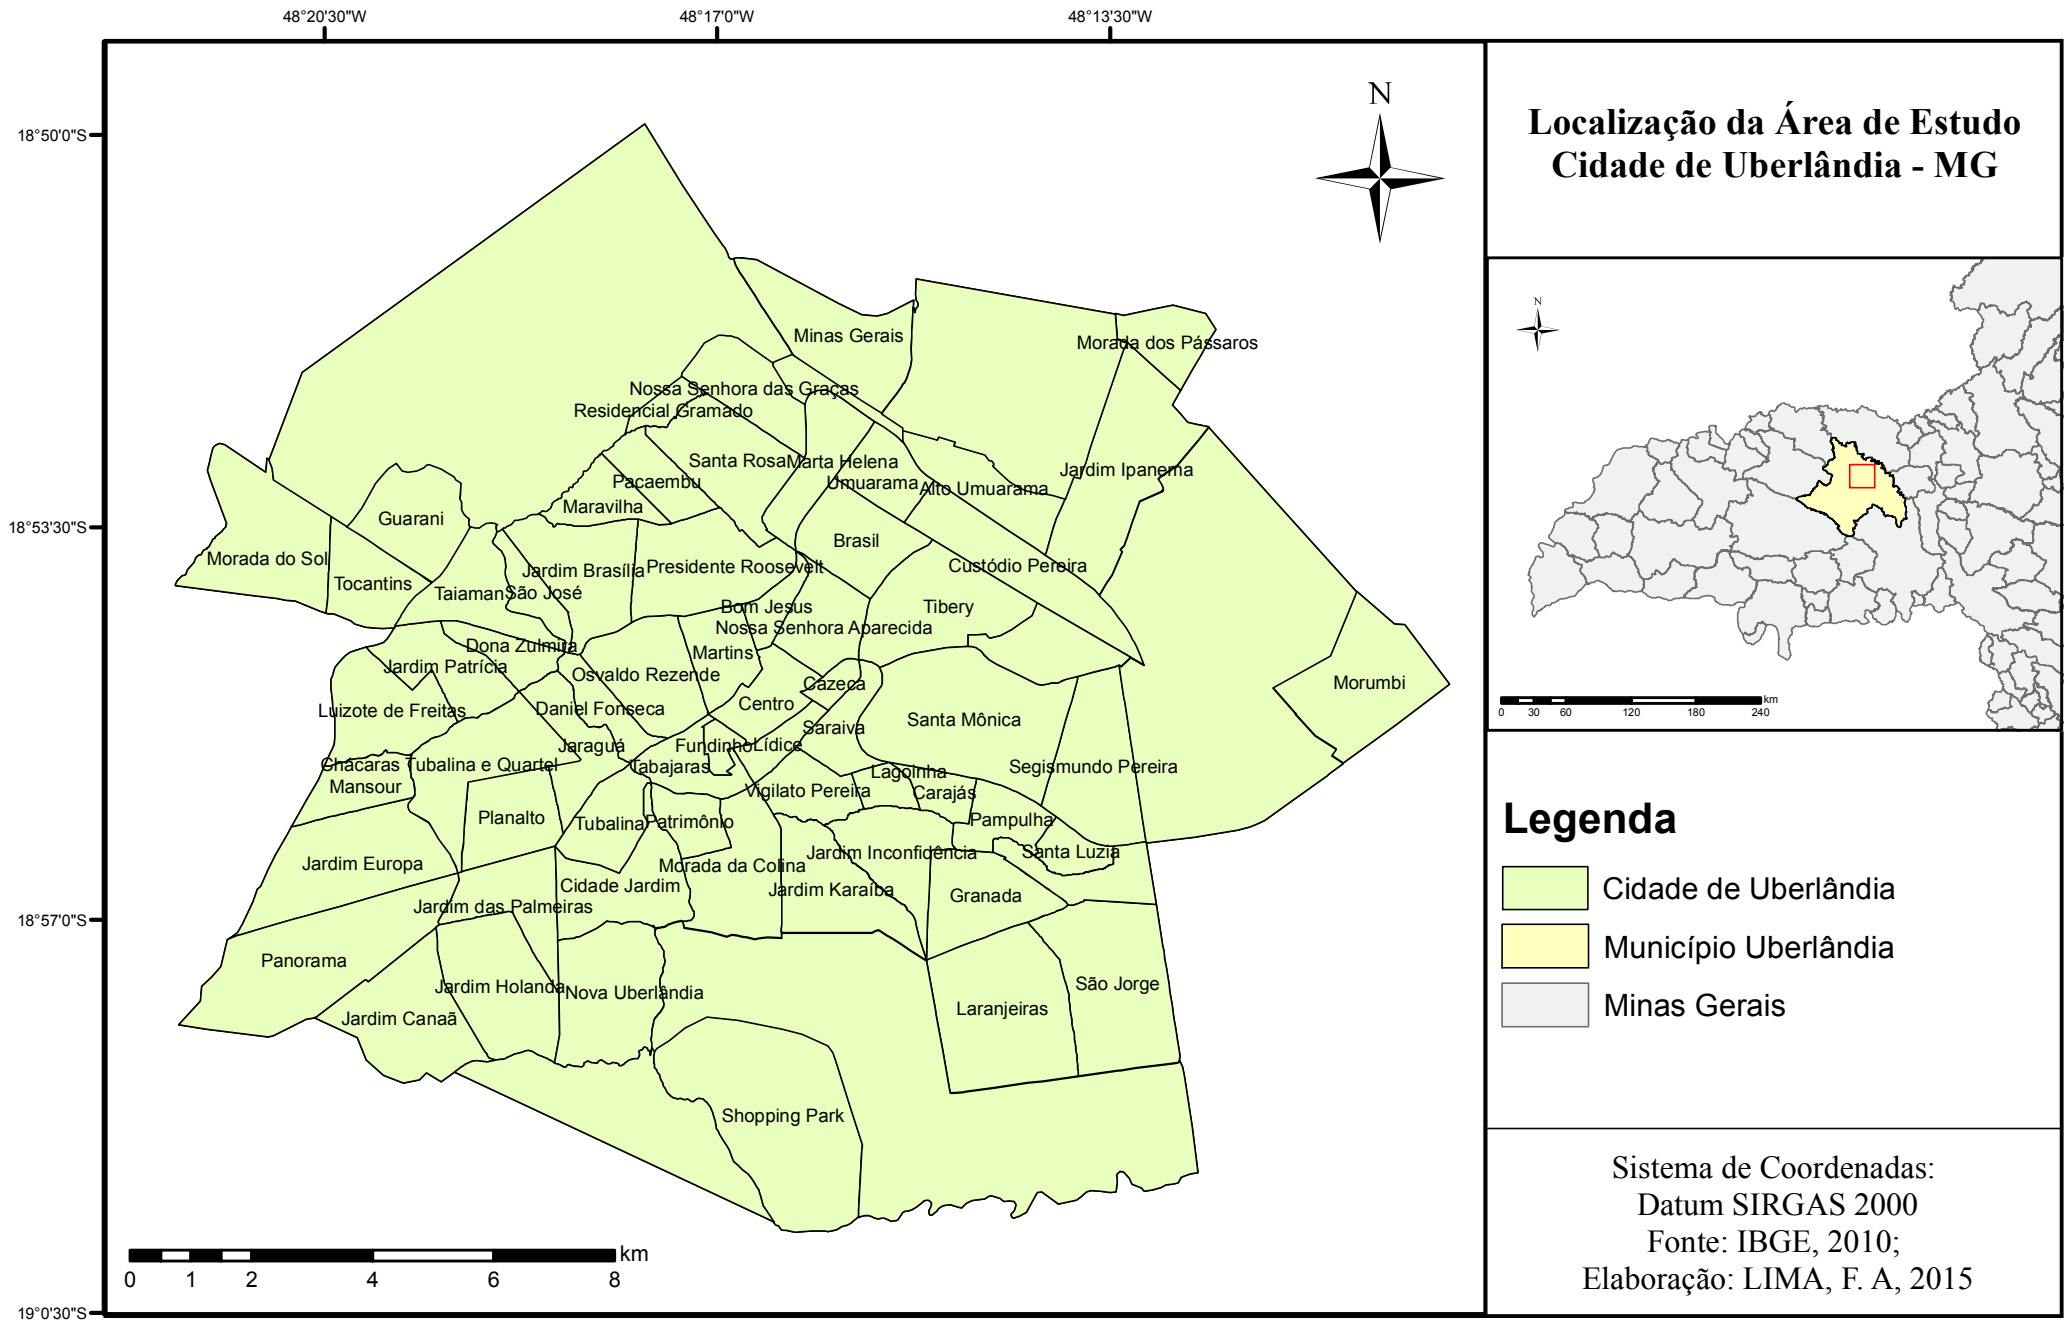 48°20'30"W
48°17'0"W
48°13'30"W
18°50'0"S
18°53'30"S
18°57'0"S
19°0'30"S
N
Minas Gerais
Morada dos Pássaros
Nossa Senhora das Graças
Residencial Gramado
Santa Rosa
Marta Helena
Jardim Ipanema
Pacaembu
Umuarama
Alto Umuarama
Maravilha
Guarani
Brasil
Morada do Sol
Custódio Pereira
Jardim Brasília
Presidente Roosevelt
Tocantins
Taiaman
São José
Bom Jesus
Tibery
Nossa Senhora Aparecida
Dona Zulmira
Martins
Jardim Patrícia
Osvaldo Rezende
Cazeca
Morumbi
Luizote de Freitas
Daniel Fonseca
Centro
Santa Mônica
Saraiva
Jaraguá
Fundinho
Lídice
Chácaras Tubalina e Quartel
Tabajaras
Lagoinha
Segismundo Pereira
Mansour
Vigilato Pereira
Carajás
Planalto
Tubalina
Patrimônio
Pampulha
Jardim Europa
Morada da Colina
Jardim Inconfidência
Santa Luzia
Cidade Jardim
Jardim Karaíba
Granada
Jardim das Palmeiras
Panorama
Jardim Holanda
Nova Uberlândia
São Jorge
Jardim Canaã
Laranjeiras
Shopping Park
km
0 1 2 4 6 8
Localização da Área de Estudo
Cidade de Uberlândia - MG
N
km
0 30 60 120 180 240
Legenda
Cidade de Uberlândia
Município Uberlândia
Minas Gerais
Sistema de Coordenadas:
Datum SIRGAS 2000
Fonte: IBGE, 2010;
Elaboração: LIMA, F. A, 2015